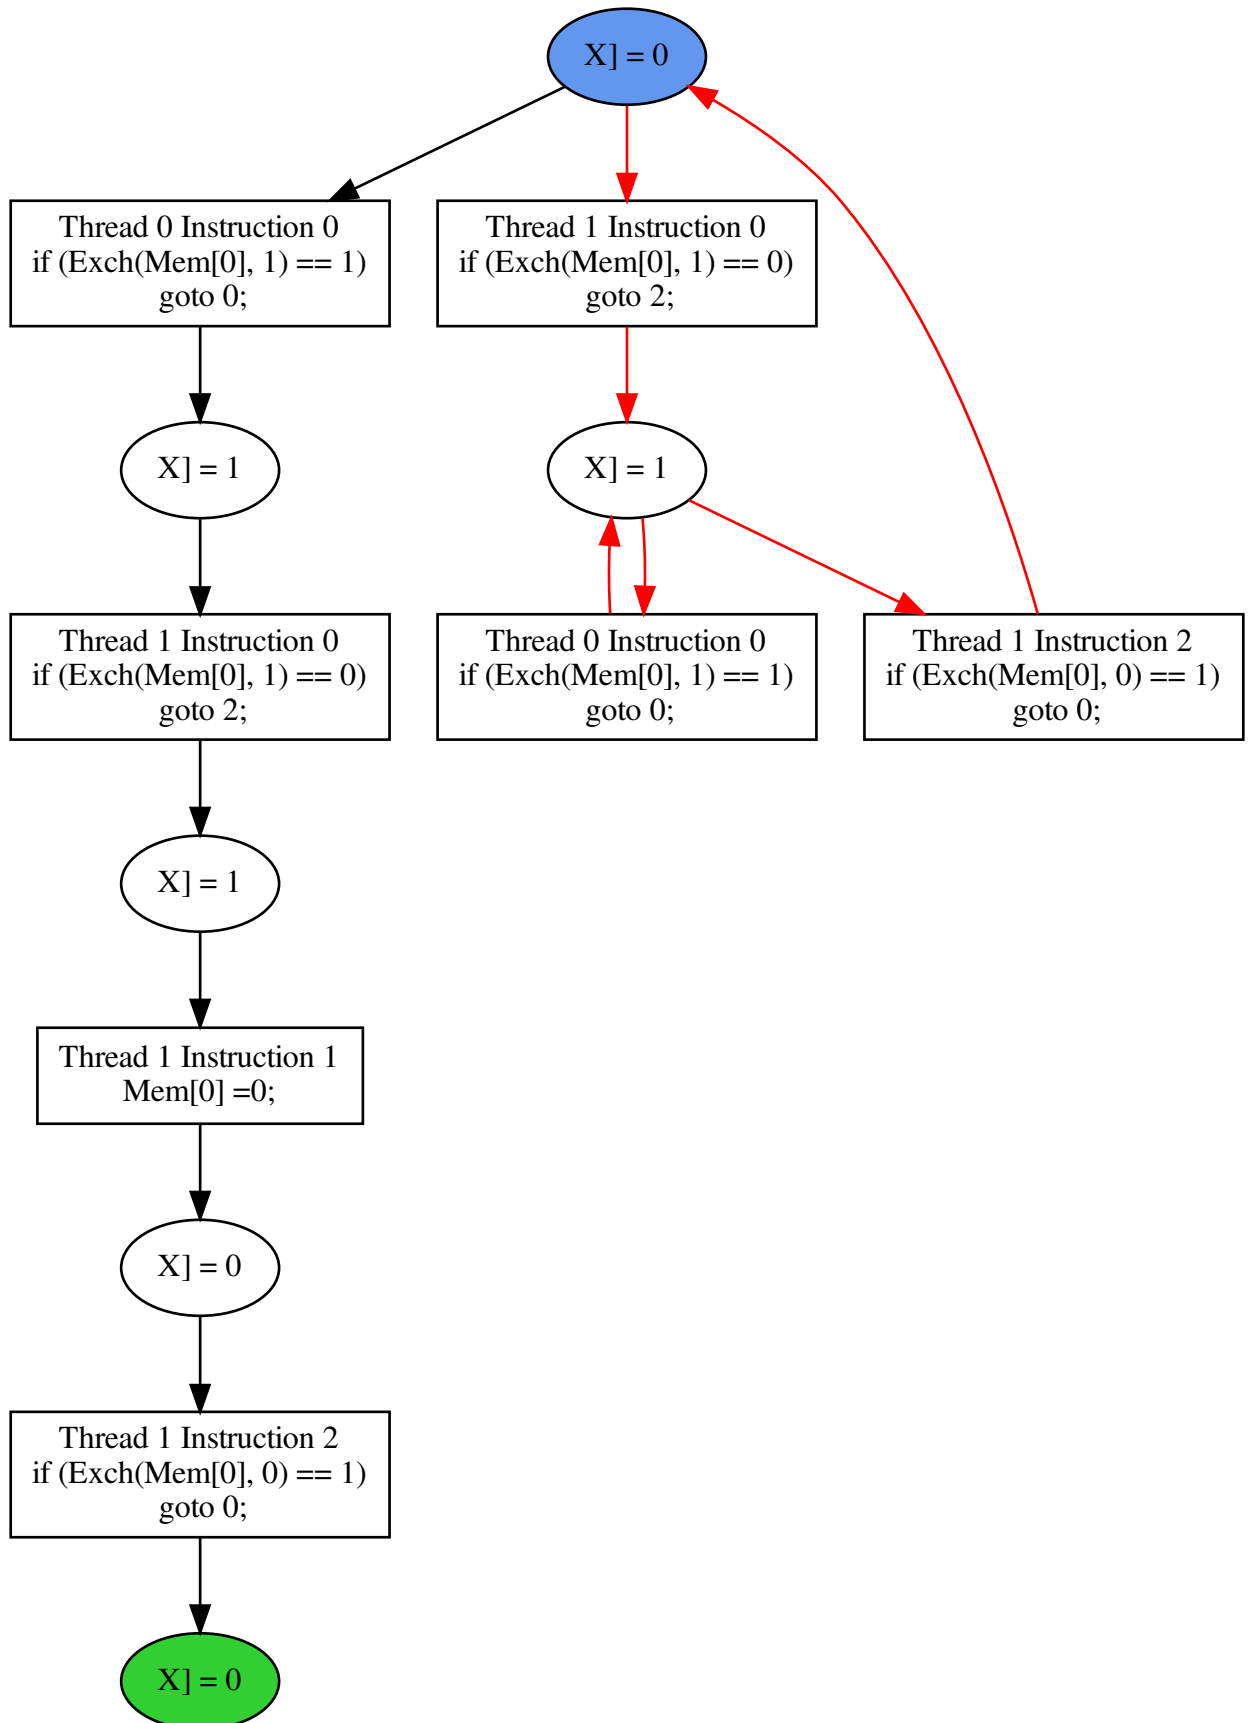 X] = 0
Thread 0 Instruction 0
if (Exch(Mem[0], 1) == 1)
goto 0;
Thread 1 Instruction 0
if (Exch(Mem[0], 1) == 0)
goto 2;
X] = 1
X] = 1
Thread 1 Instruction 0
if (Exch(Mem[0], 1) == 0)
goto 2;
Thread 0 Instruction 0
if (Exch(Mem[0], 1) == 1)
goto 0;
Thread 1 Instruction 2
if (Exch(Mem[0], 0) == 1)
goto 0;
X] = 1
Thread 1 Instruction 1
Mem[0] =0;
X] = 0
Thread 1 Instruction 2
if (Exch(Mem[0], 0) == 1)
goto 0;
X] = 0